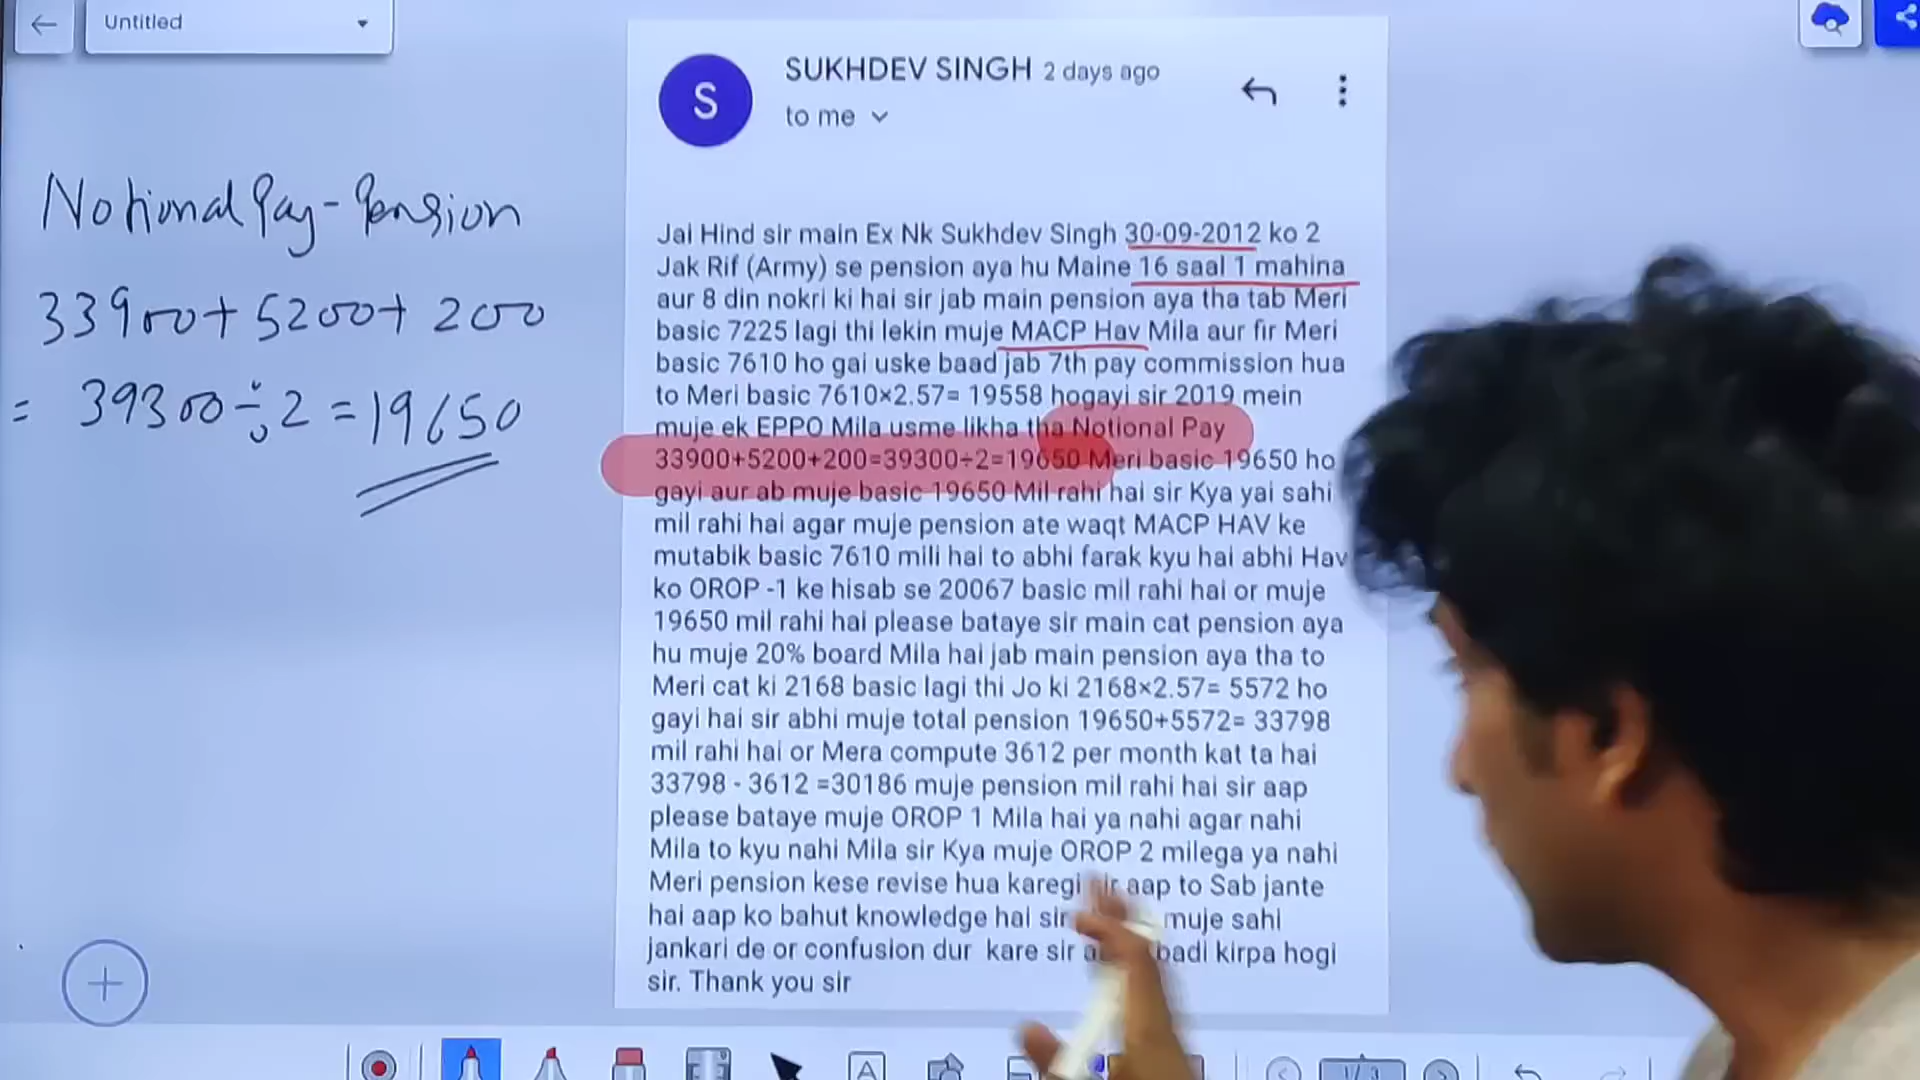 Untitled
SUKHDEV SINGH 2 days ago
S
to me
Notional Pay - Pension
33900 + 5200 + 200
= 39300 ÷ 2 = 19650
Jai Hind sir main Ex Nk Sukhdev Singh 30-09-2012 ko 2
Jak Rif (Army) se pension aya hu Maine 16 saal 1 mahina
aur 8 din nokri ki hai sir jab main pension aya tha tab Meri
basic 7225 lagi thi lekin muje MACP Hav Mila aur fir Meri
basic 7610 ho gai uske baad jab 7th pay commission hua
to Meri basic 7610×2.57= 19558 hogayi sir 2019 mein
muje ek EPPO Mila usme likha tha Notional Pay
33900+5200+200=39300÷2=19650 Meri basic 19650 ho
gayi aur ab muje basic 19650 Mil rahi hai sir Kya yai sahi
mil rahi hai agar muje pension ate waqt MACP HAV ke
mutabik basic 7610 mili hai to abhi farak kyu hai abhi Hav
ko OROP -1 ke hisab se 20067 basic mil rahi hai or muje
19650 mil rahi hai please bataye sir main cat pension aya
hu muje 20% board Mila hai jab main pension aya tha to
Meri cat ki 2168 basic lagi thi Jo ki 2168×2.57= 5572 ho
gayi hai sir abhi muje total pension 19650+5572= 33798
mil rahi hai or Mera compute 3612 per month kat ta hai
33798 - 3612 =30186 muje pension mil rahi hai sir aap
please bataye muje OROP 1 Mila hai ya nahi agar nahi
Mila to kyu nahi Mila sir Kya muje OROP 2 milega ya nahi
Meri pension kese revise hua karegi sir aap to Sab jante
hai aap ko bahut knowledge hai sir muje sahi
jankari de or confusion dur kare sir badi kirpa hogi
sir. Thank you sir
A
1/3